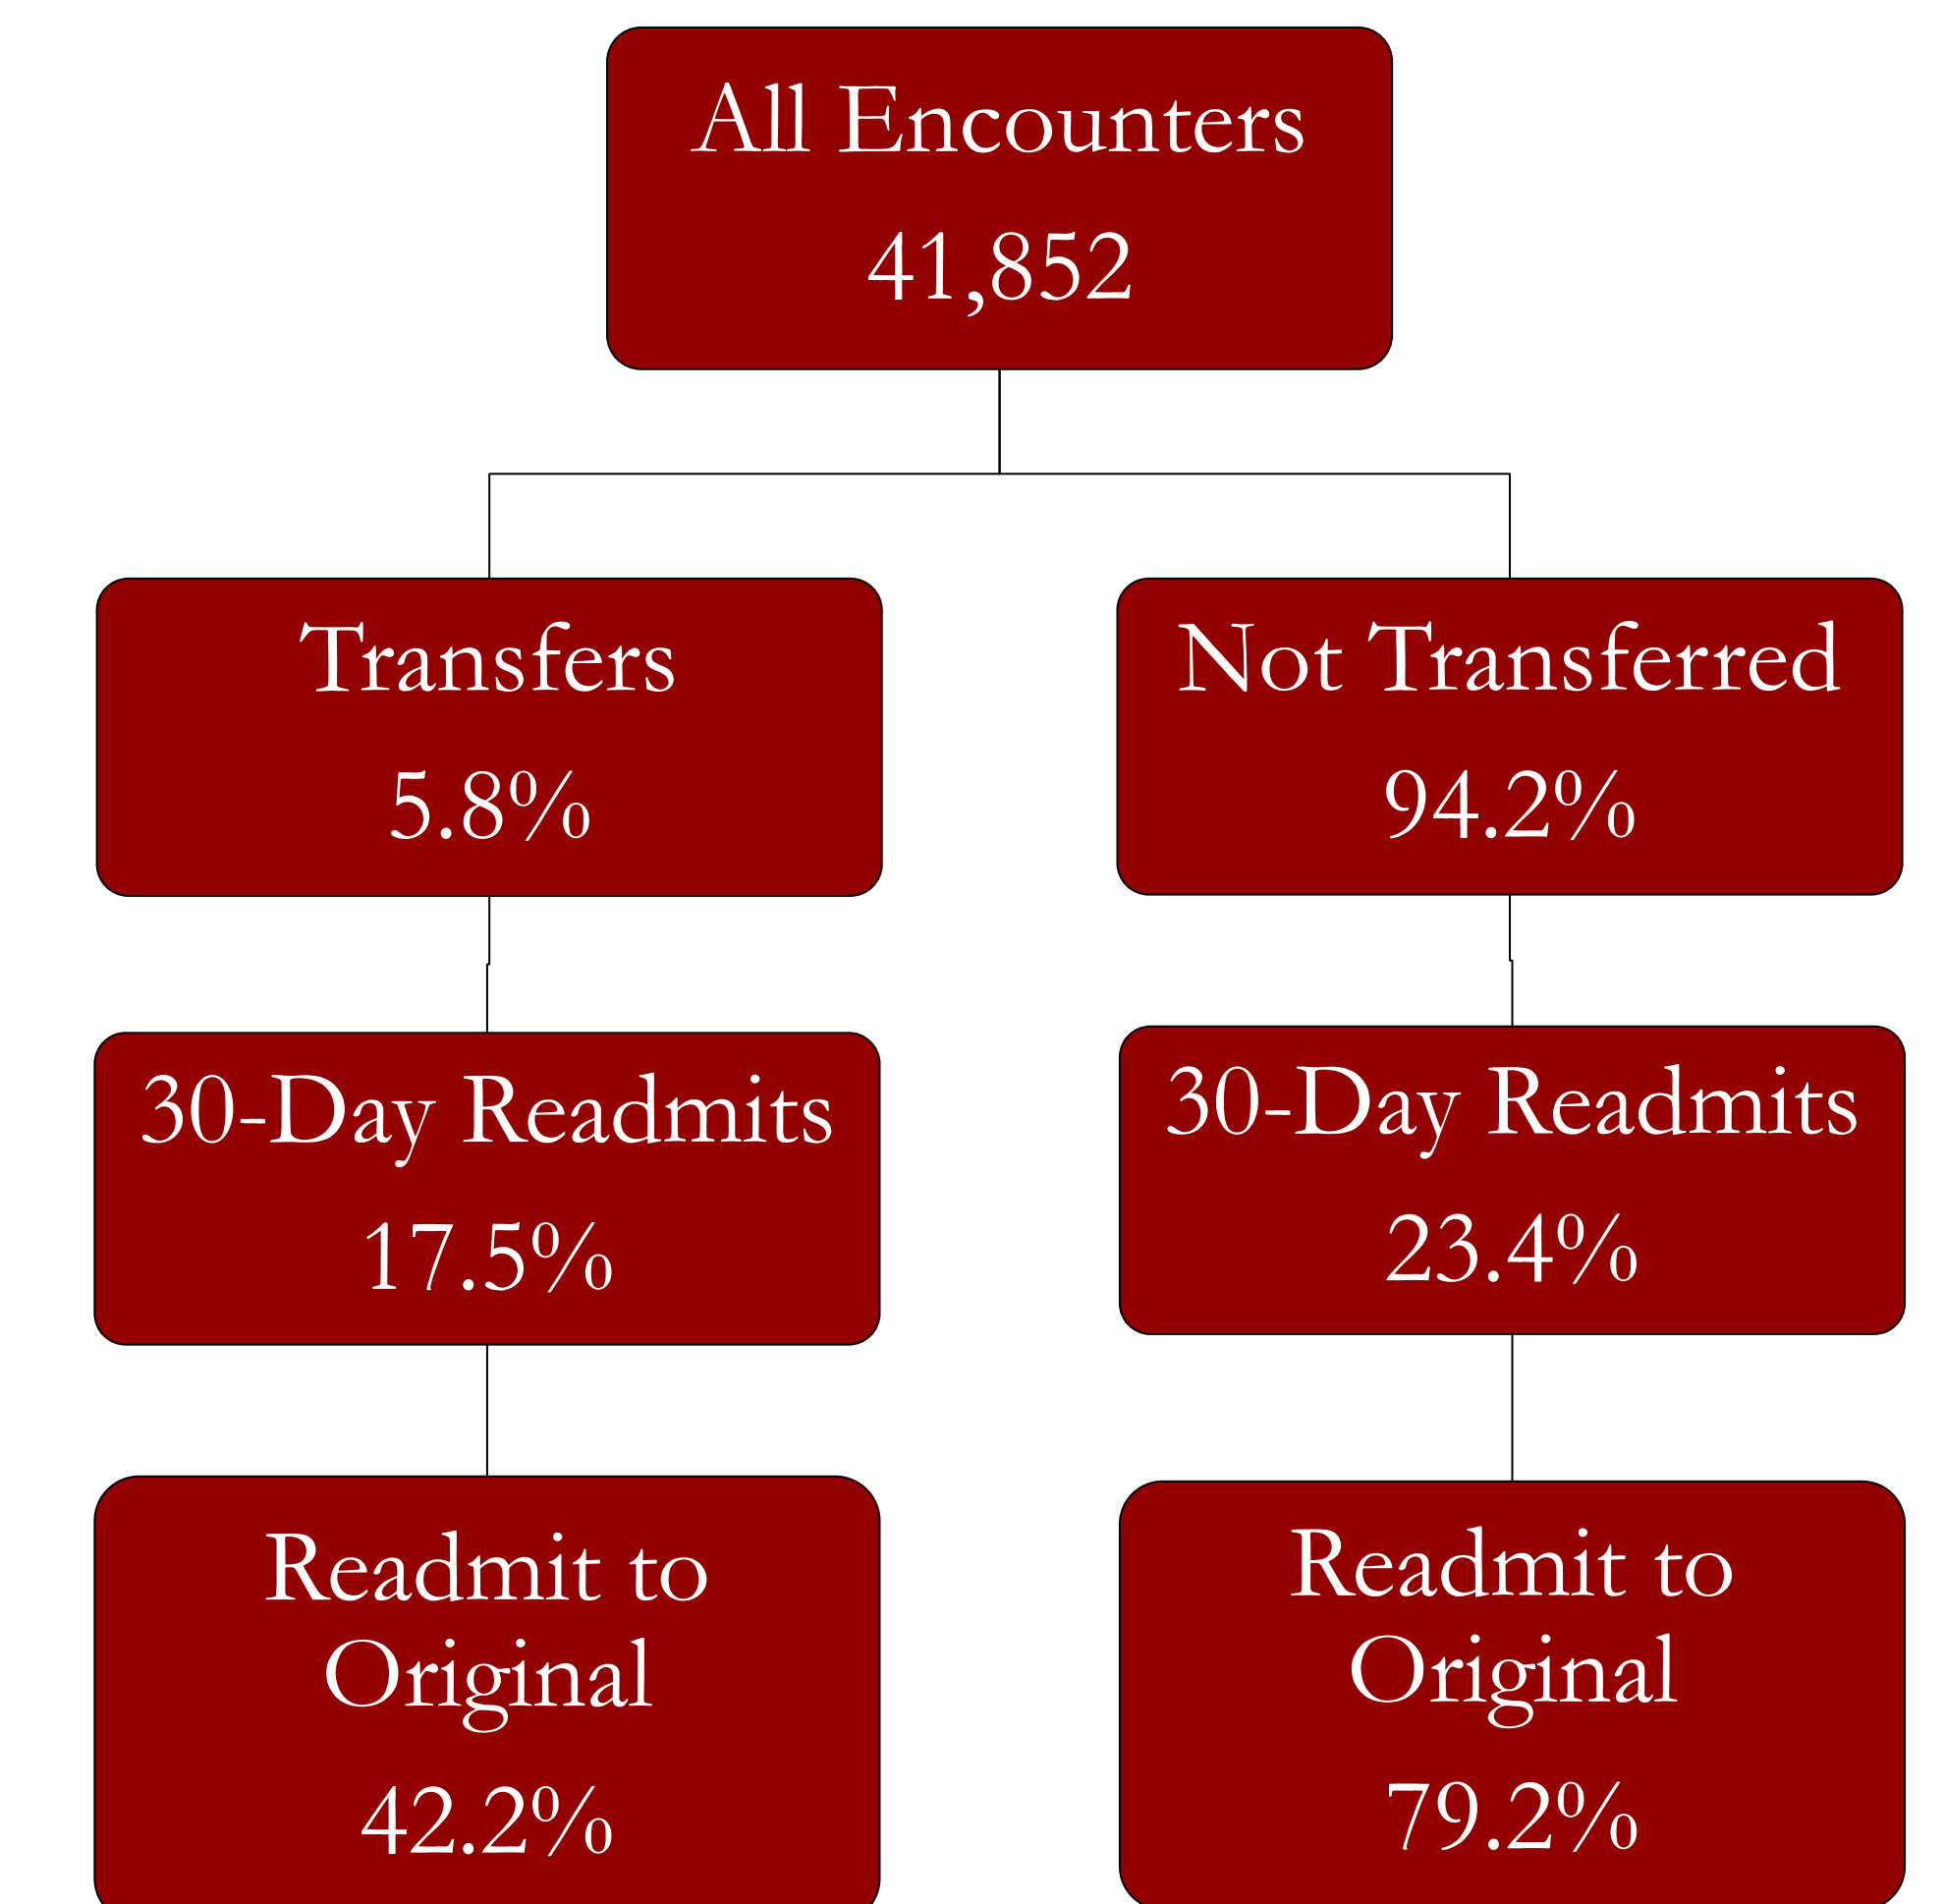 All Encounters
41,852
Transfers
5.8%
Not Transferred
94.2%
30-Day Readmits
17.5%
30-Day Readmits
23.4%
Readmit to
Original
42.2%
Readmit to
Original
79.2%